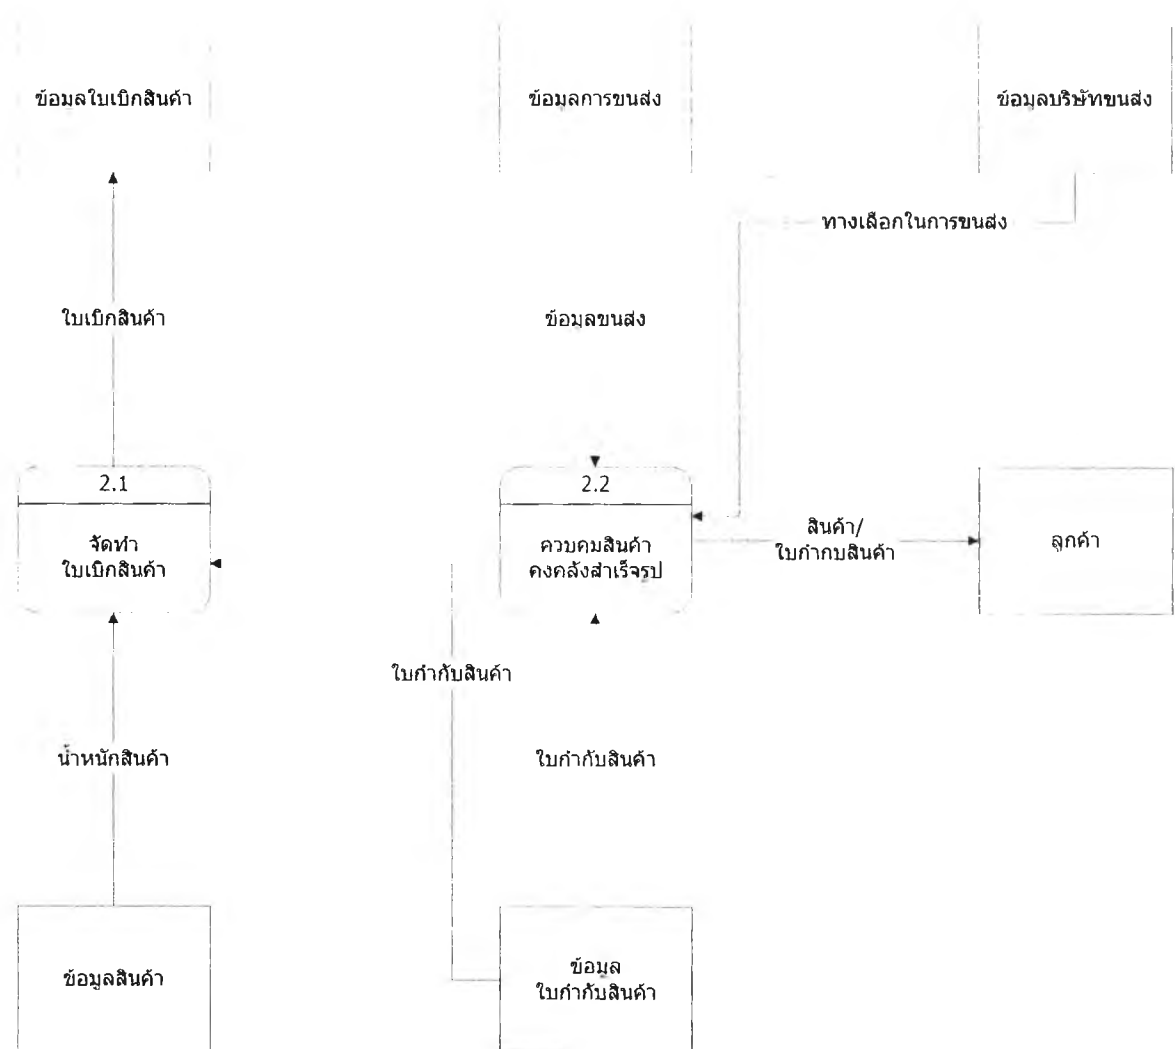 ข้อมูลใบเบิกสินค้า
ข้อมูลการขนส่ง
ข้อมูลบริษัทขนส่ง
ทางเลือกในการขนส่ง
ใบเบิกสินค้า
ข้อมูลขนส่ง
2.1
จัดทำ
ใบเบิกสินค้า
2.2
ควบคมสินค้า
คงคลังสำเร็จรูป
สินค้า/
ใบกำกบสินค้า
ลูกค้า
ใบกำกับสินค้า
น้ำหนักสินค้า
ใบกำกับสินค้า
ข้อมูลสินค้า
ข้อมูล
ใบกำกับสินค้า